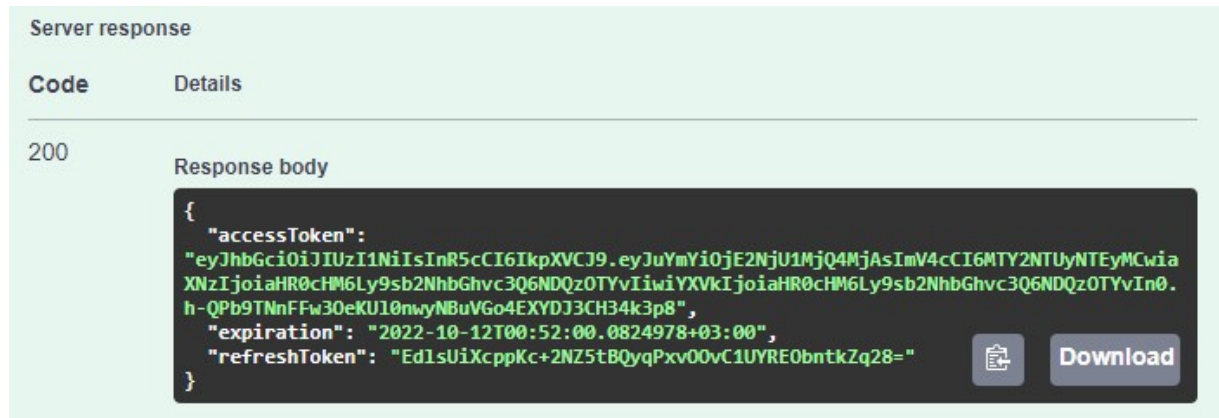 Server response
Code Details
200
Response body
{
"accessToken":
"eyJhbGciOiJIUzI1NiIsInR5cCI6IkpXVCJ9.eyJuYmYiOjE2NjU1MjQ4MjAsImV4cCI6MTY2NTUyNTEyMCwia
XNzIjoiaHR0cHM6Ly9sb2NhbGhvc3Q6NDQzOTYvIiwiYXVkIjoiaHR0cHM6Ly9sb2NhbGhvc3Q6NDQzOTYvIn0.
h-QPb9TNnFFw3OeKUl0nwyNBuVGo4EXYDJ3CH34k3p8",
"expiration": "2022-10-12T00:52:00.0824978+03:00",
"refreshToken": "EdlsUiXcppKc+2NZ5tBQyqPxvOOvC1UYREObntkZq28="
}
Download